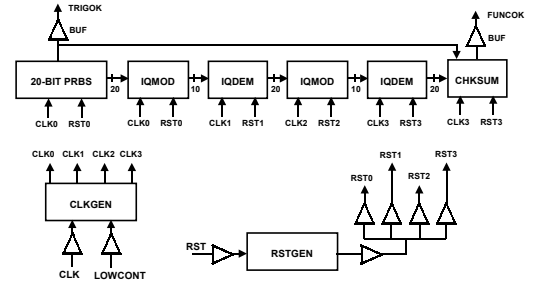 TRIGOK
FUNCOK
BUF
BUF
20-BIT PRBS
IQMOD
IQDEM
IQMOD
IQDEM
CHKSUM
20
10
20
10
20
CLK0 RST0
CLK0 RST0
CLK1 RST1
CLK2 RST2
CLK3 RST3
CLK3 RST3
CLK0 CLK1 CLK2 CLK3
CLKGEN
CLK LOWCONT
RST0 RST1 RST2 RST3
RST
RSTGEN